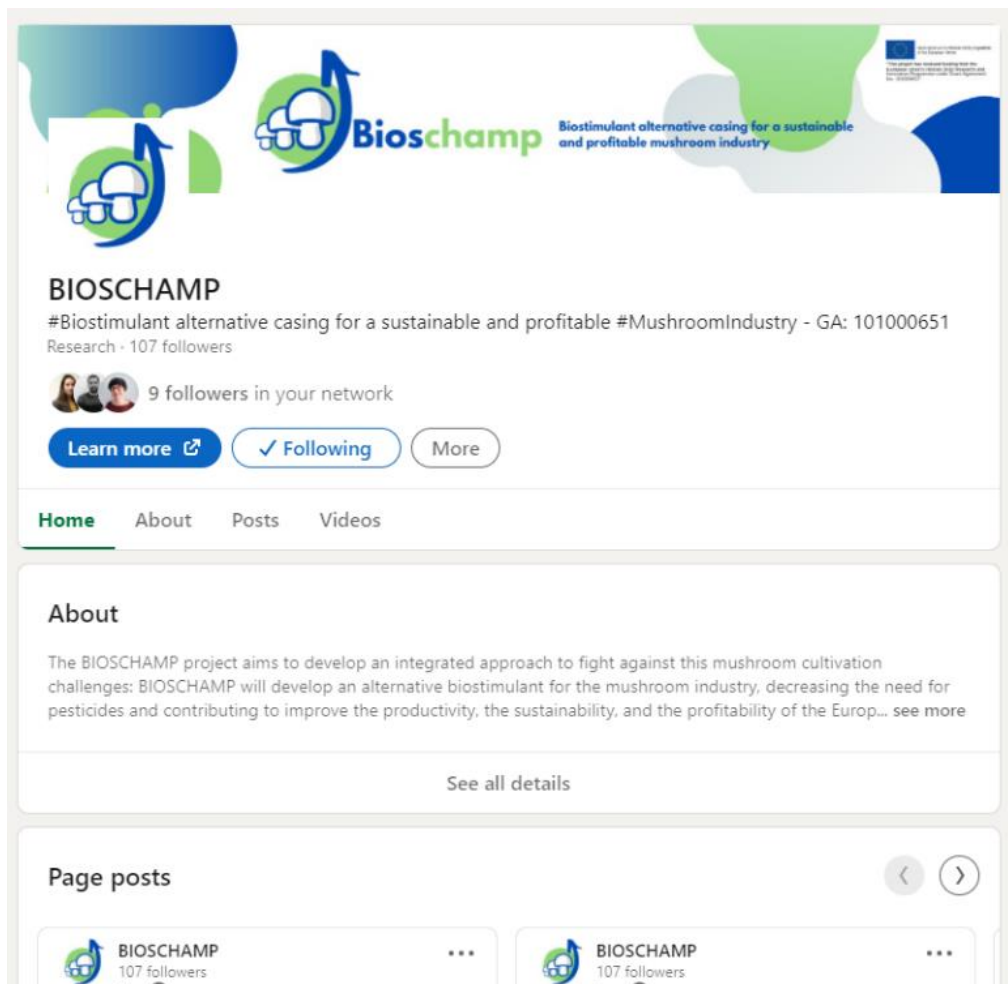 Bioschamp
Biostimulant alternative casing for a sustainable
and profitable mushroom industry
BIOSCHAMP
#Biostimulant alternative casing for a sustainable and profitable #MushroomIndustry - GA: 101000651
Research · 107 followers
9 followers in your network
Learn more
Following
More
Home About Posts Videos
About
The BIOSCHAMP project aims to develop an integrated approach to fight against this mushroom cultivation
challenges: BIOSCHAMP will develop an alternative biostimulant for the mushroom industry, decreasing the need for
pesticides and contributing to improve the productivity, the sustainability, and the profitability of the Europ... see more
See all details
Page posts
BIOSCHAMP
107 followers
BIOSCHAMP
107 followers